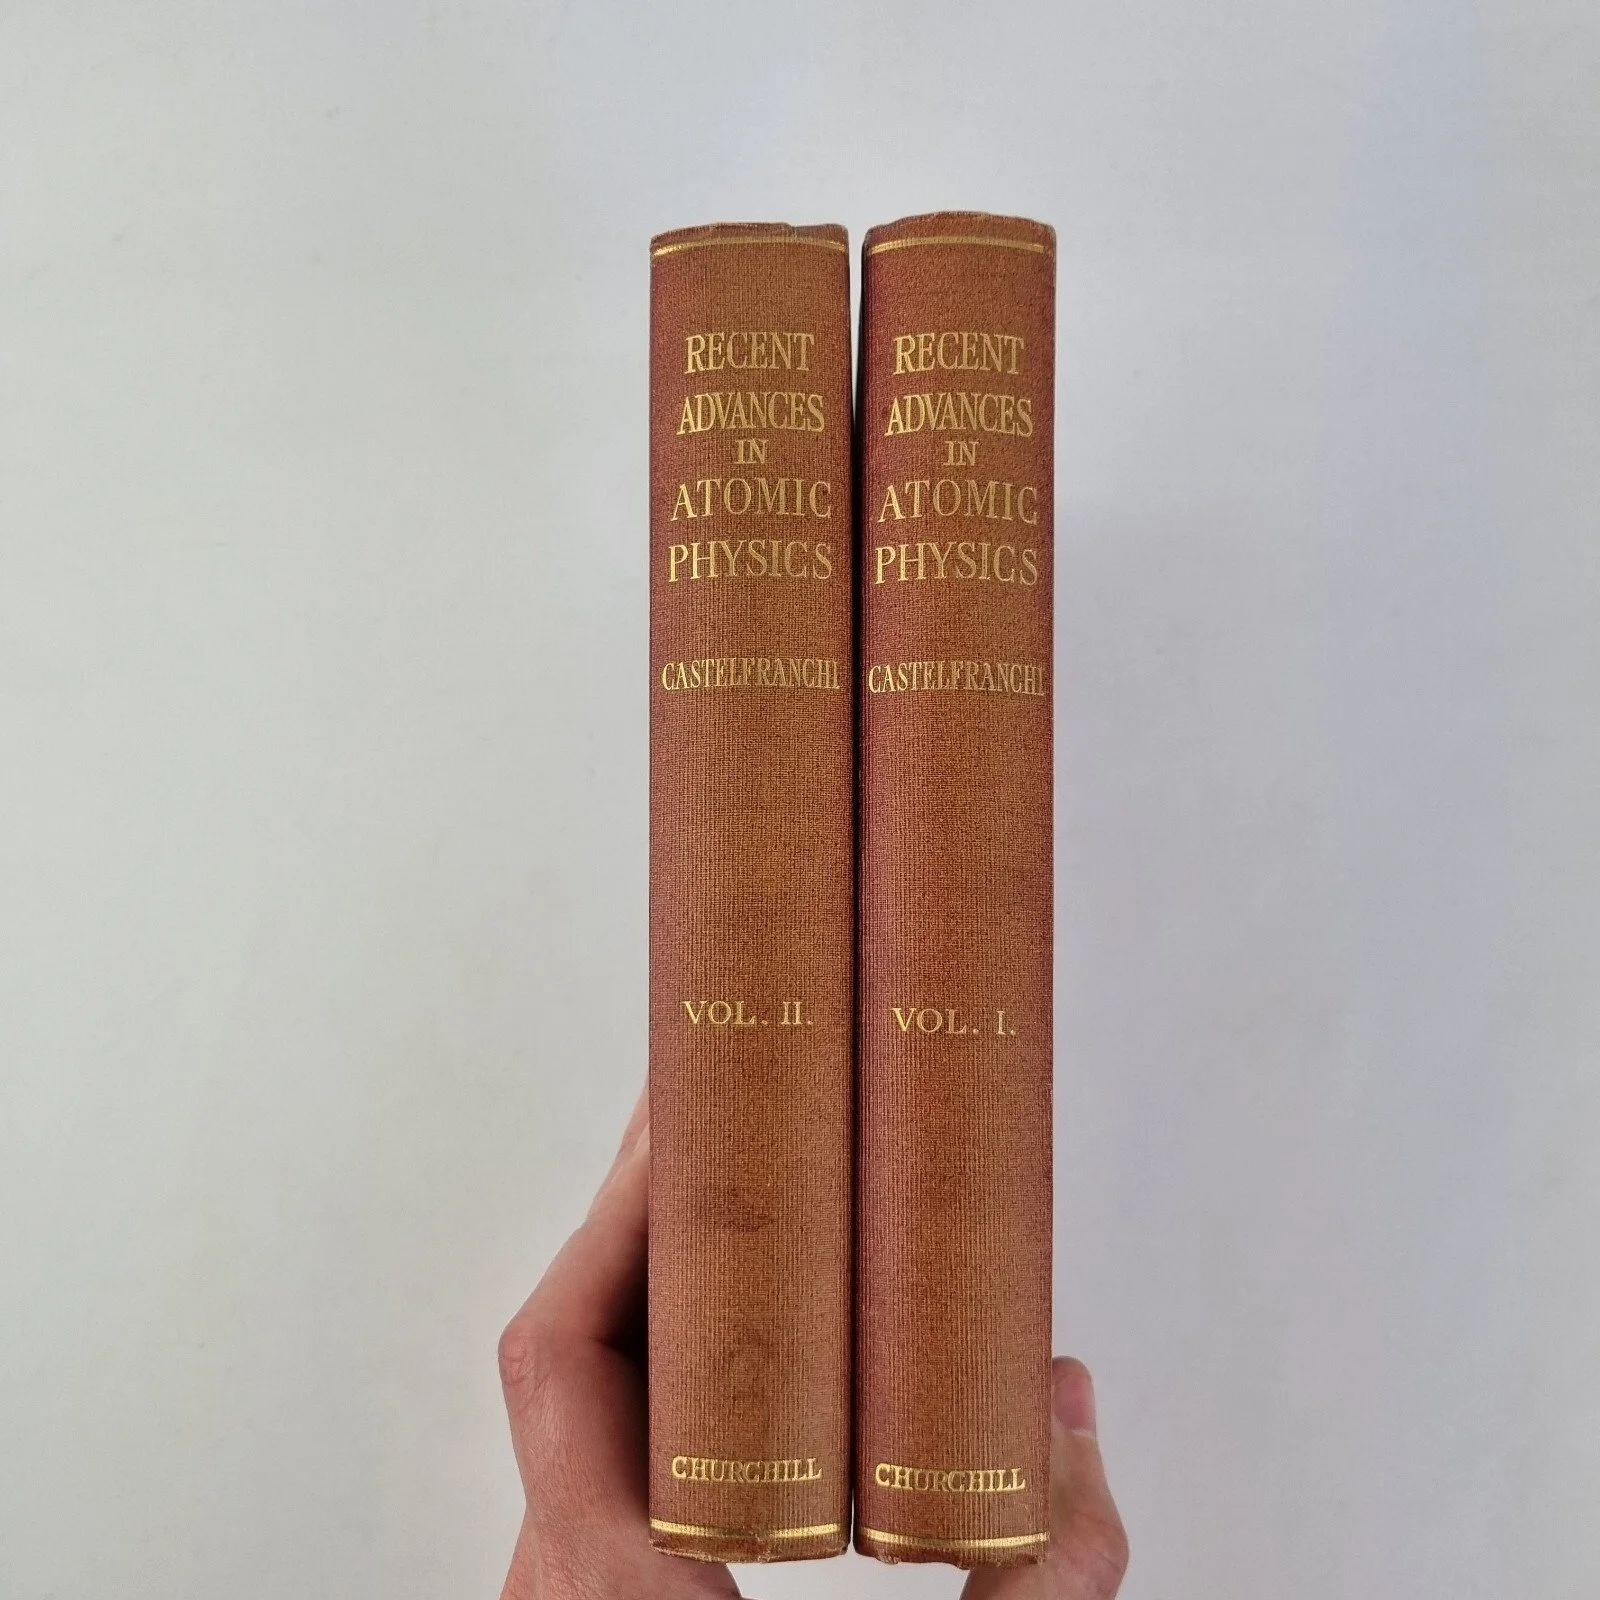 RECENT
ADVANCES
IN
ATOMIC
PHYSICS
CASTELFRANCHI
VOL. II.
CHURCHILL
RECENT
ADVANCES
IN
ATOMIC
PHYSICS
CASTELFRANCHI
VOL. I.
CHURCHILL